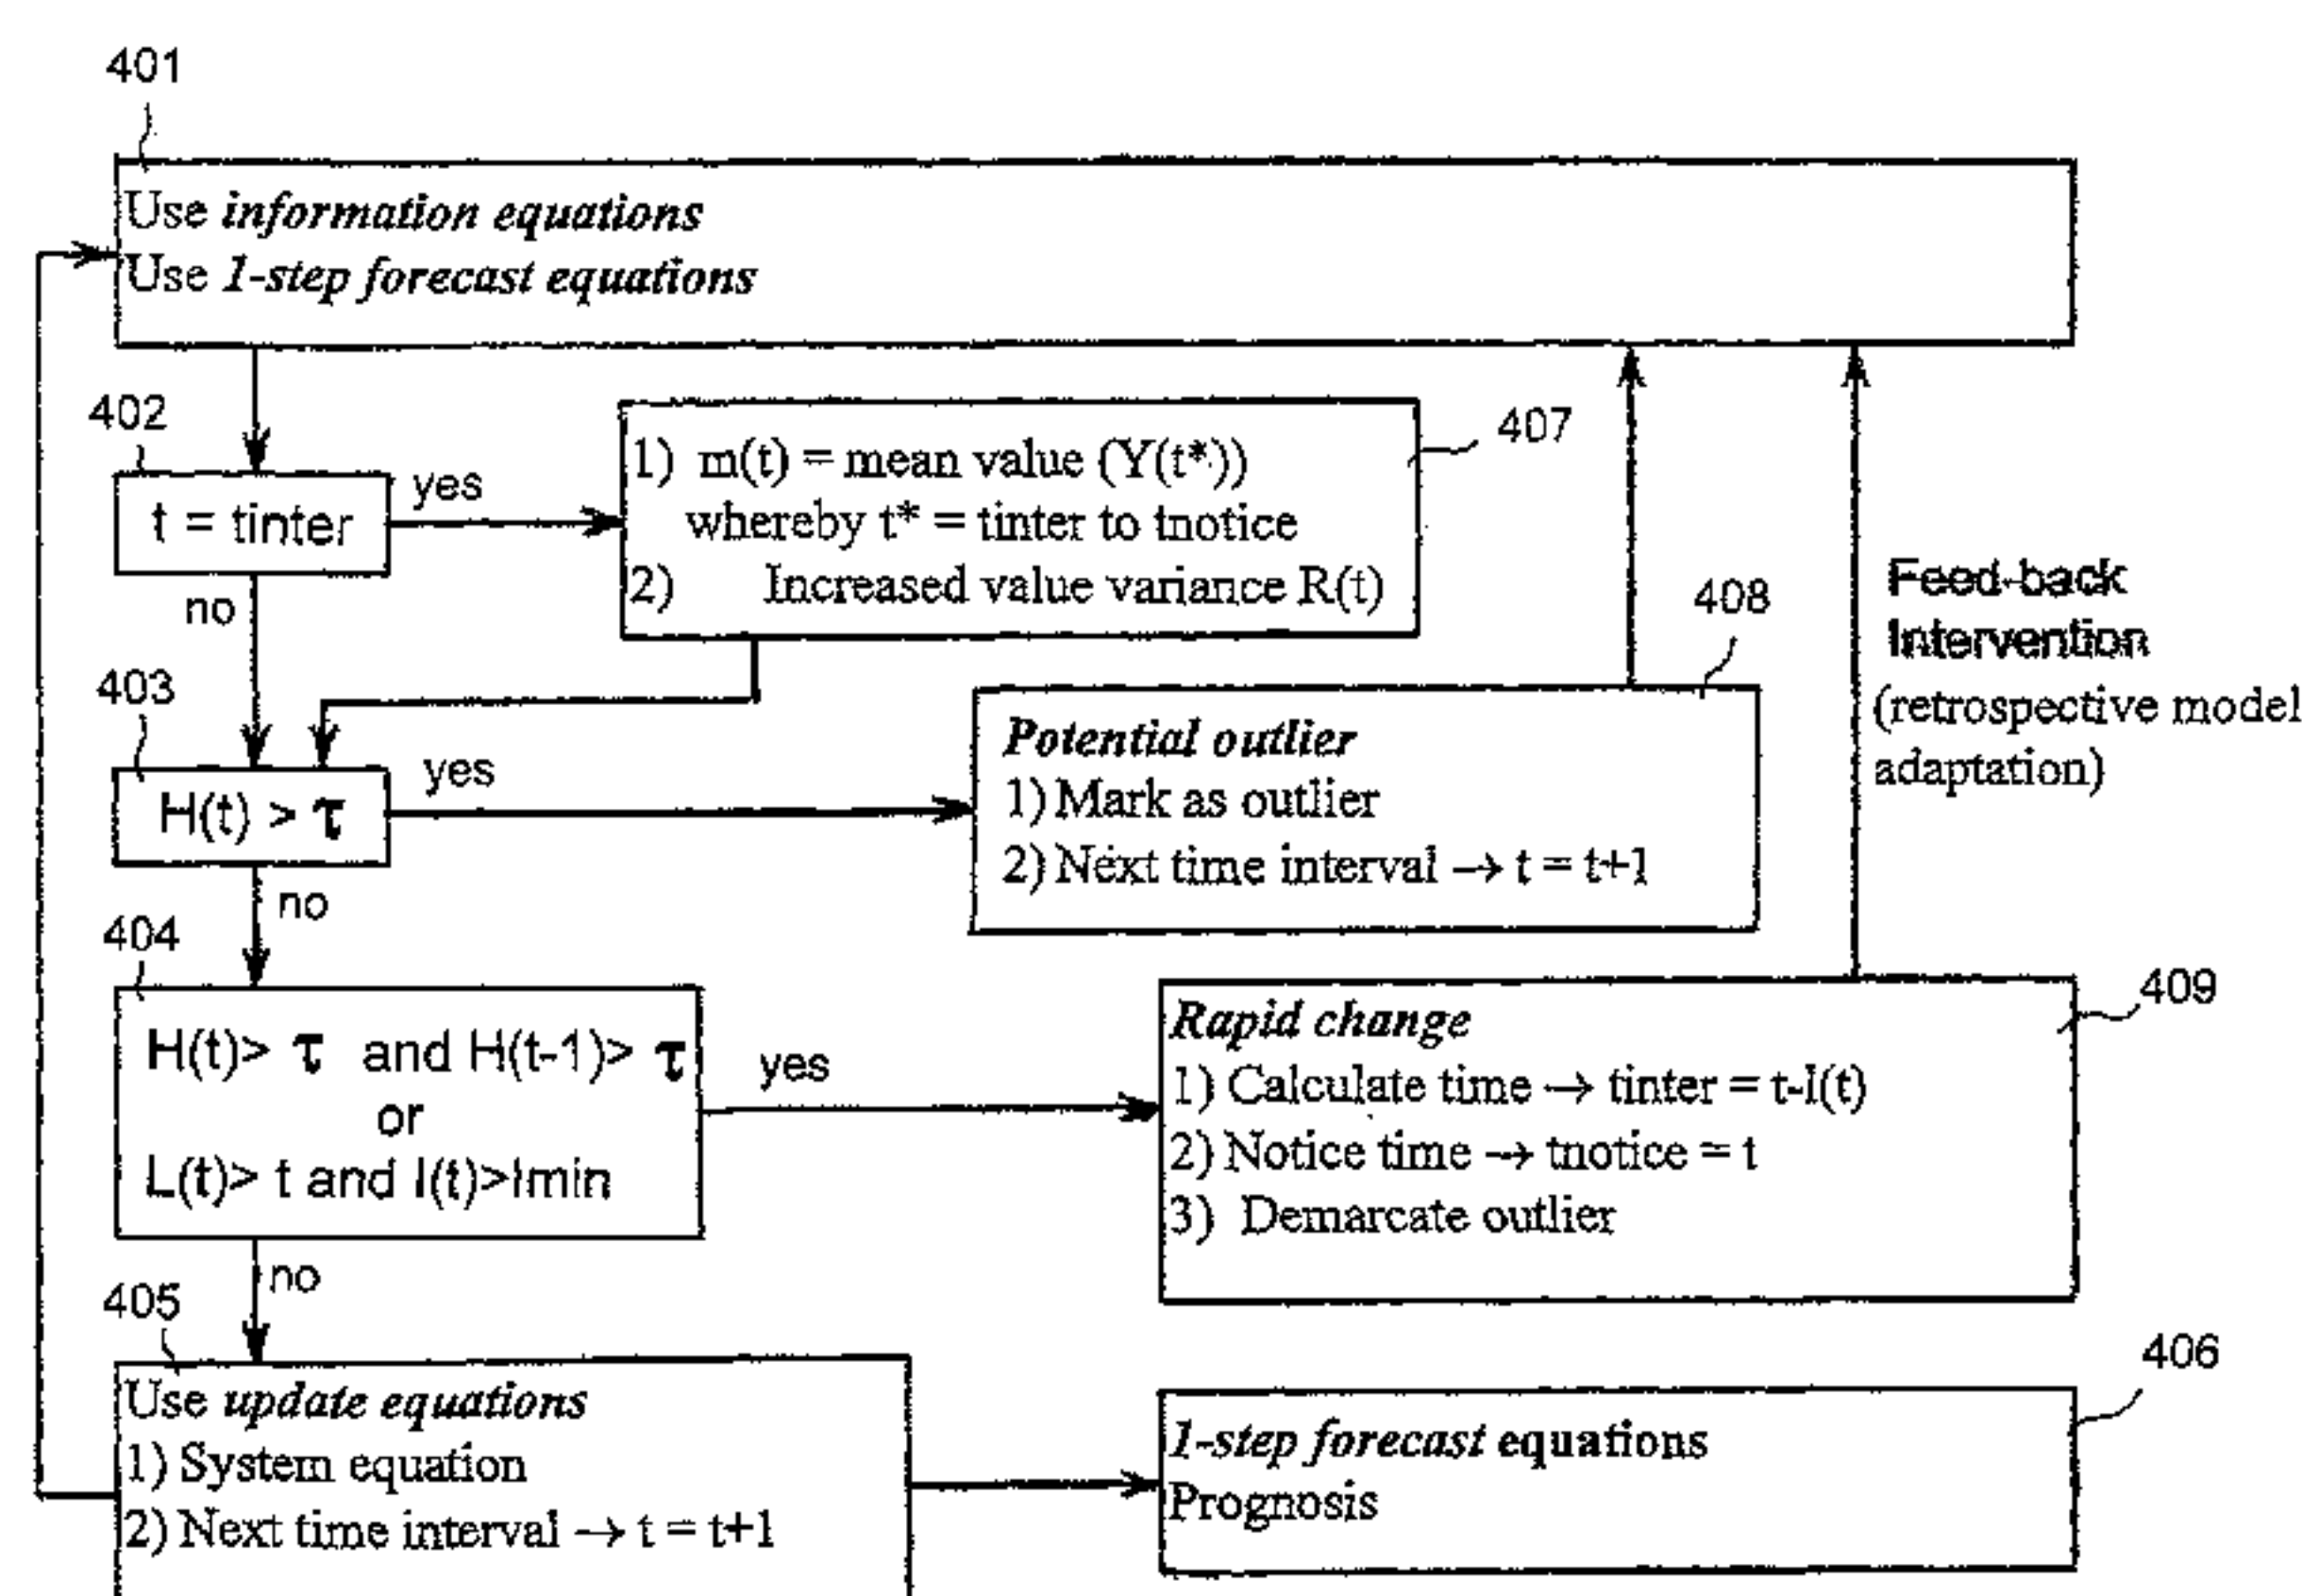 401
Use information equations
Use 1-step forecast equations
402
t = tinter
yes
no
1) m(t) = mean value (Y(t*))
whereby t* = tinter to tnotice
2) Increased value variance R(t)
407
403
H(t) > τ
yes
no
Potential outlier
1) Mark as outlier
2) Next time interval → t = t+1
408
Feed-back
Intervention
(retrospective model
adaptation)
404
H(t)> τ and H(t-1)> τ
or
L(t)> t and l(t)>lmin
yes
no
Rapid change
1) Calculate time → tinter = t-l(t)
2) Notice time → tnotice = t
3) Demarcate outlier
409
405
Use update equations
1) System equation
2) Next time interval → t = t+1
1-step forecast equations
Prognosis
406